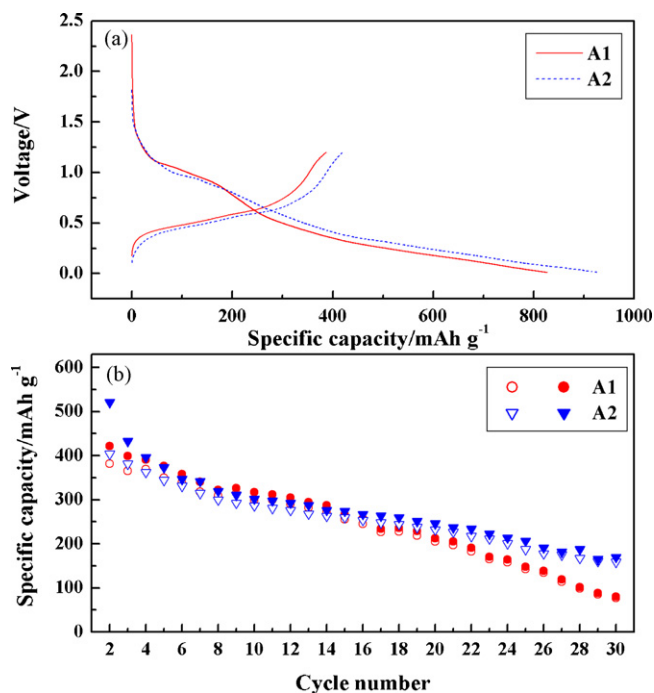 (a)
A1
A2
Voltage/V
2.5
2.0
1.5
1.0
0.5
0.0
0 200 400 600 800 1000
Specific capacity/mAh g⁻¹
(b)
A1
A2
Specific capacity/mAh g⁻¹
600
500
400
300
200
100
0
2 4 6 8 10 12 14 16 18 20 22 24 26 28 30
Cycle number